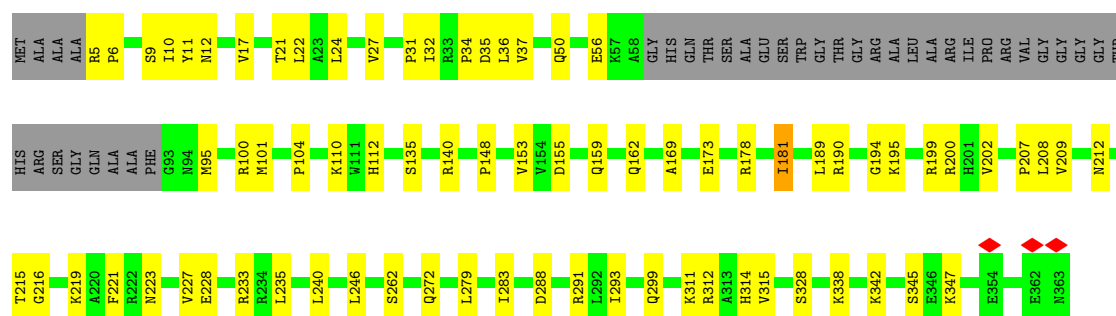 MET ALA ALA ALA R5 P6 S9 I10 Y11 N12 V17 T21 L22 A23 L24 V27 P31 I32 R33 P34 D35 L36 V37 Q50 E56 K57 A58 GLY HIS GLN THR SER ALA GLU SER TRP GLY THR GLY ARG ALA LEU ALA ARG ILE PRO ARG VAL GLY GLY GLY GLY
HIS ARG SER GLY GLN ALA ALA PHE G93 N94 M95 R100 M101 P104 K110 W111 H112 S135 R140 P148 V153 V154 D155 Q159 Q162 A169 E173 R178 I181 L189 R190 G194 K195 R199 R200 H201 V202 P207 L208 V209 N212
T215 G216 K219 A220 F221 R222 N223 V227 E228 R233 R234 L235 L240 L246 S262 Q272 L279 I283 D288 R291 L292 I293 Q299 K311 R312 A313 H314 V315 S328 K338 K342 S345 E346 K347 E354 E362 N363